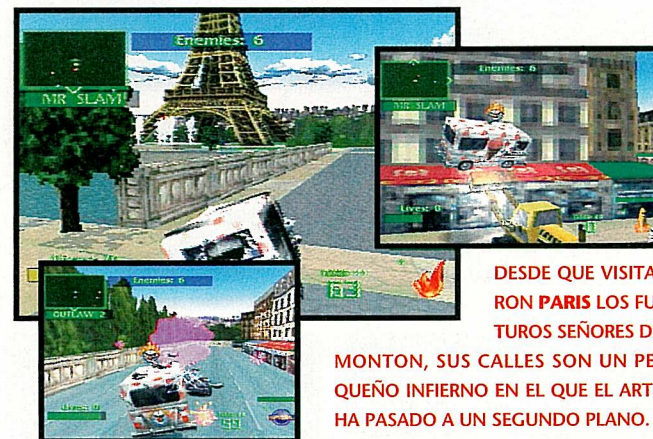 Enemies: 6
MR SLAM
Enemies: 6
MR SLAM
Lives: 0
Enemies: 6
OUTLAW 2
Lives: 0
DESDE QUE VISITA-
RON PARIS LOS FU-
TUROS SEÑORES DEL
MONTON, SUS CALLES SON UN PE-
QUEÑO INFIERNO EN EL QUE EL ARTE
HA PASADO A UN SEGUNDO PLANO.